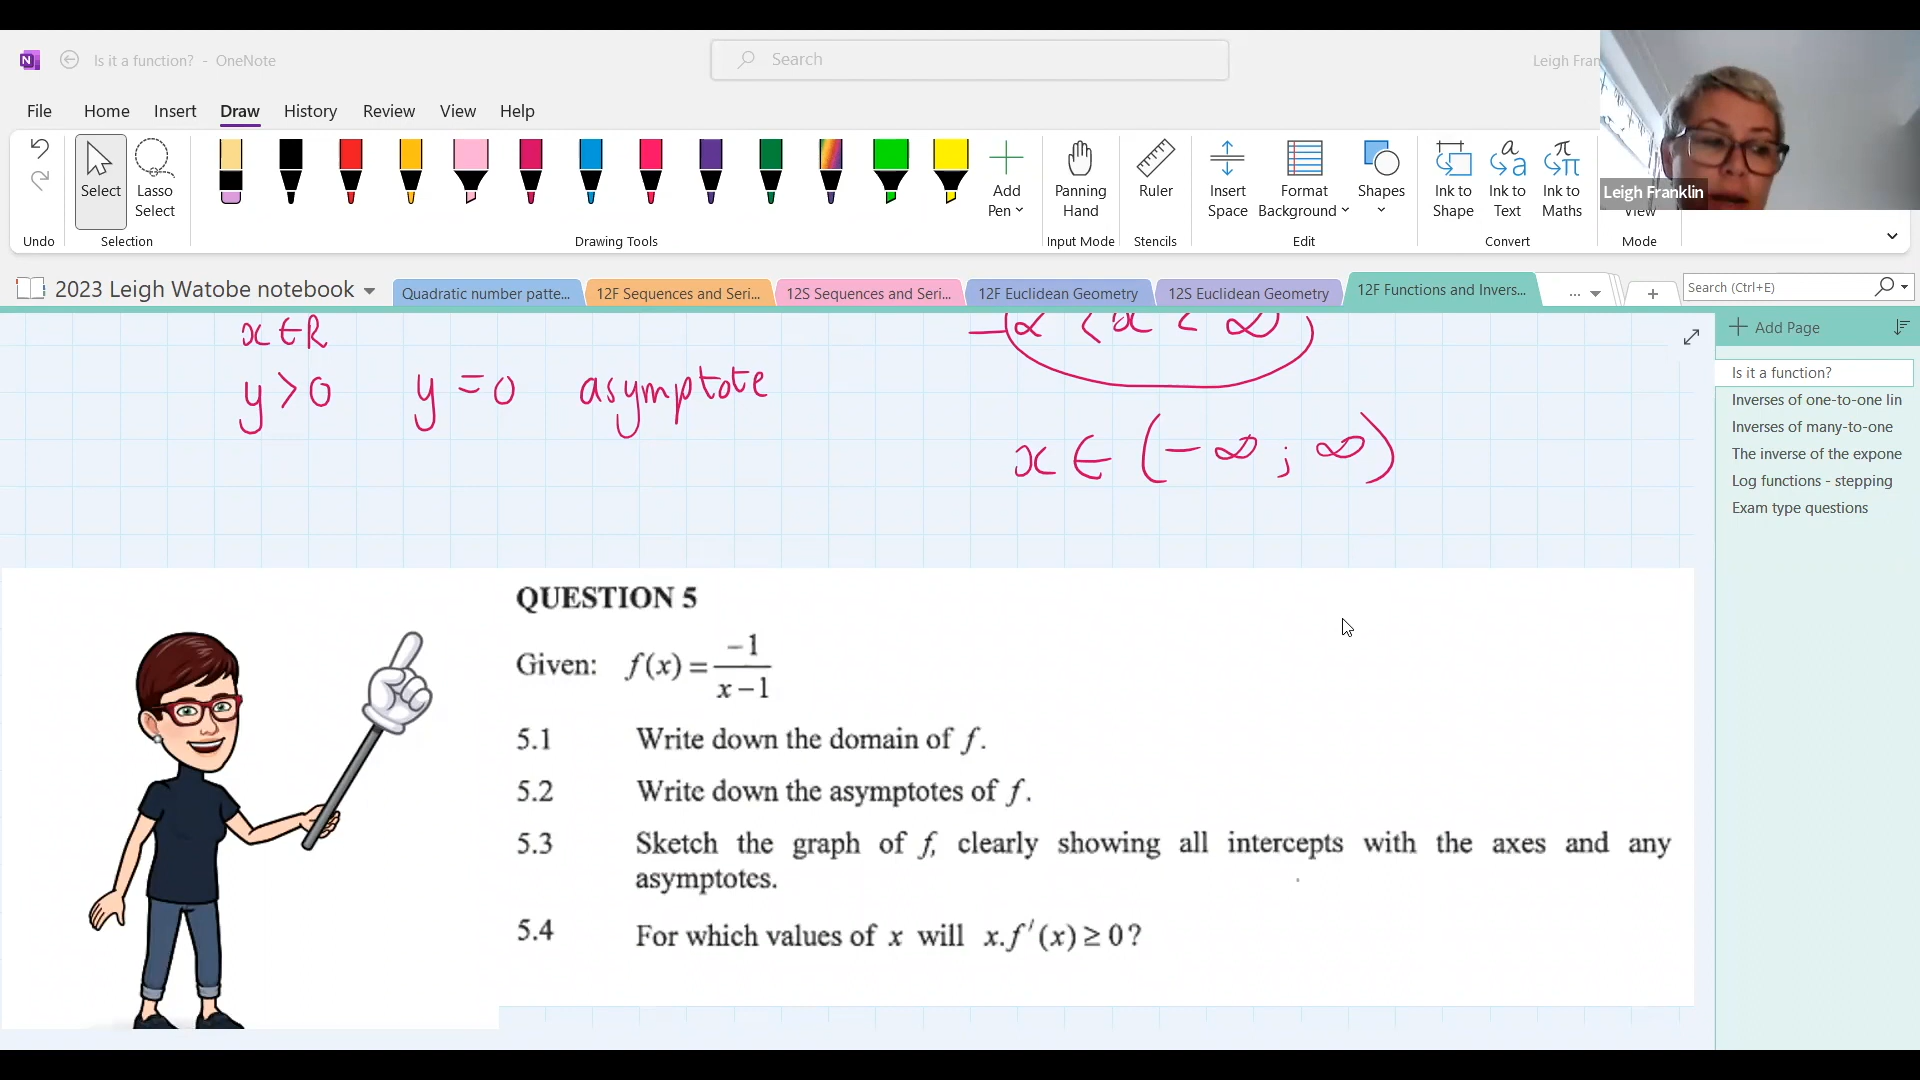 Is it a function? - OneNote
Search
Leigh Fran
File Home Insert Draw History Review View Help
Undo
Select
Lasso Select
Selection
Drawing Tools
Add Pen
Panning Hand
Input Mode
Ruler
Stencils
Insert Space
Format Background
Shapes
Edit
Ink to Shape
Ink to Text
Ink to Maths
Convert
View
Mode
Leigh Franklin
2023 Leigh Watobe notebook
Quadratic number patte...
12F Sequences and Seri...
12S Sequences and Seri...
12F Euclidean Geometry
12S Euclidean Geometry
12F Functions and Invers...
Search (Ctrl+E)
Add Page
Is it a function?
Inverses of one-to-one lin
Inverses of many-to-one
The inverse of the expone
Log functions - stepping
Exam type questions
x ∈ R
y > 0 y = 0 asymptote
x ∈ (-∞ ; ∞)
QUESTION 5
Given: f(x) = -1/(x-1)
5.1 Write down the domain of f.
5.2 Write down the asymptotes of f.
5.3 Sketch the graph of f, clearly showing all intercepts with the axes and any
asymptotes.
5.4 For which values of x will x.f′(x) ≥ 0?